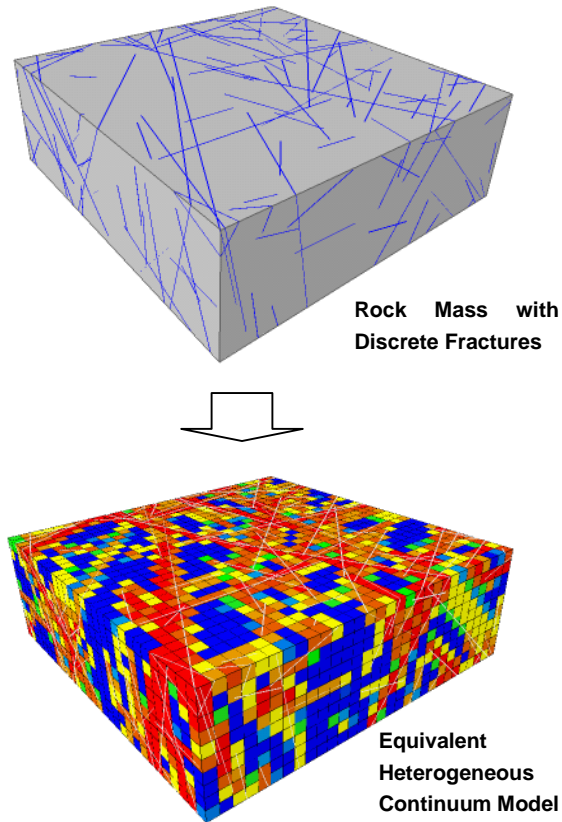 Rock Mass with
Discrete Fractures
Equivalent
Heterogeneous
Continuum Model